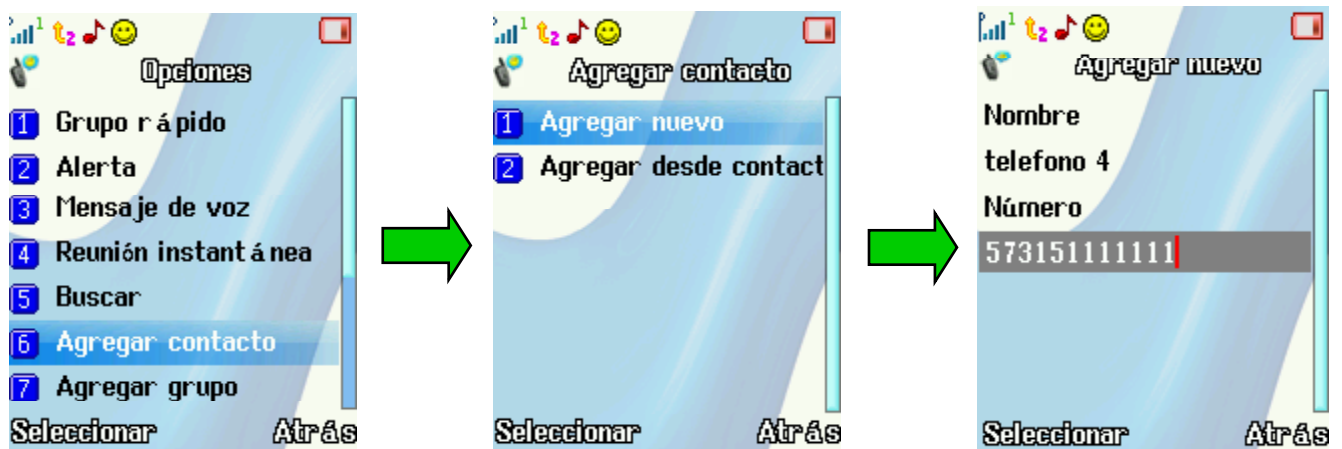 Opciones
1 Grupo rápido
2 Alerta
3 Mensaje de voz
4 Reunión instantánea
5 Buscar
6 Agregar contacto
7 Agregar grupo
Seleccionar Atrás
Agregar contacto
1 Agregar nuevo
2 Agregar desde contact
Seleccionar Atrás
Agregar nuevo
Nombre
telefono 4
Número
573151111111
Seleccionar Atrás